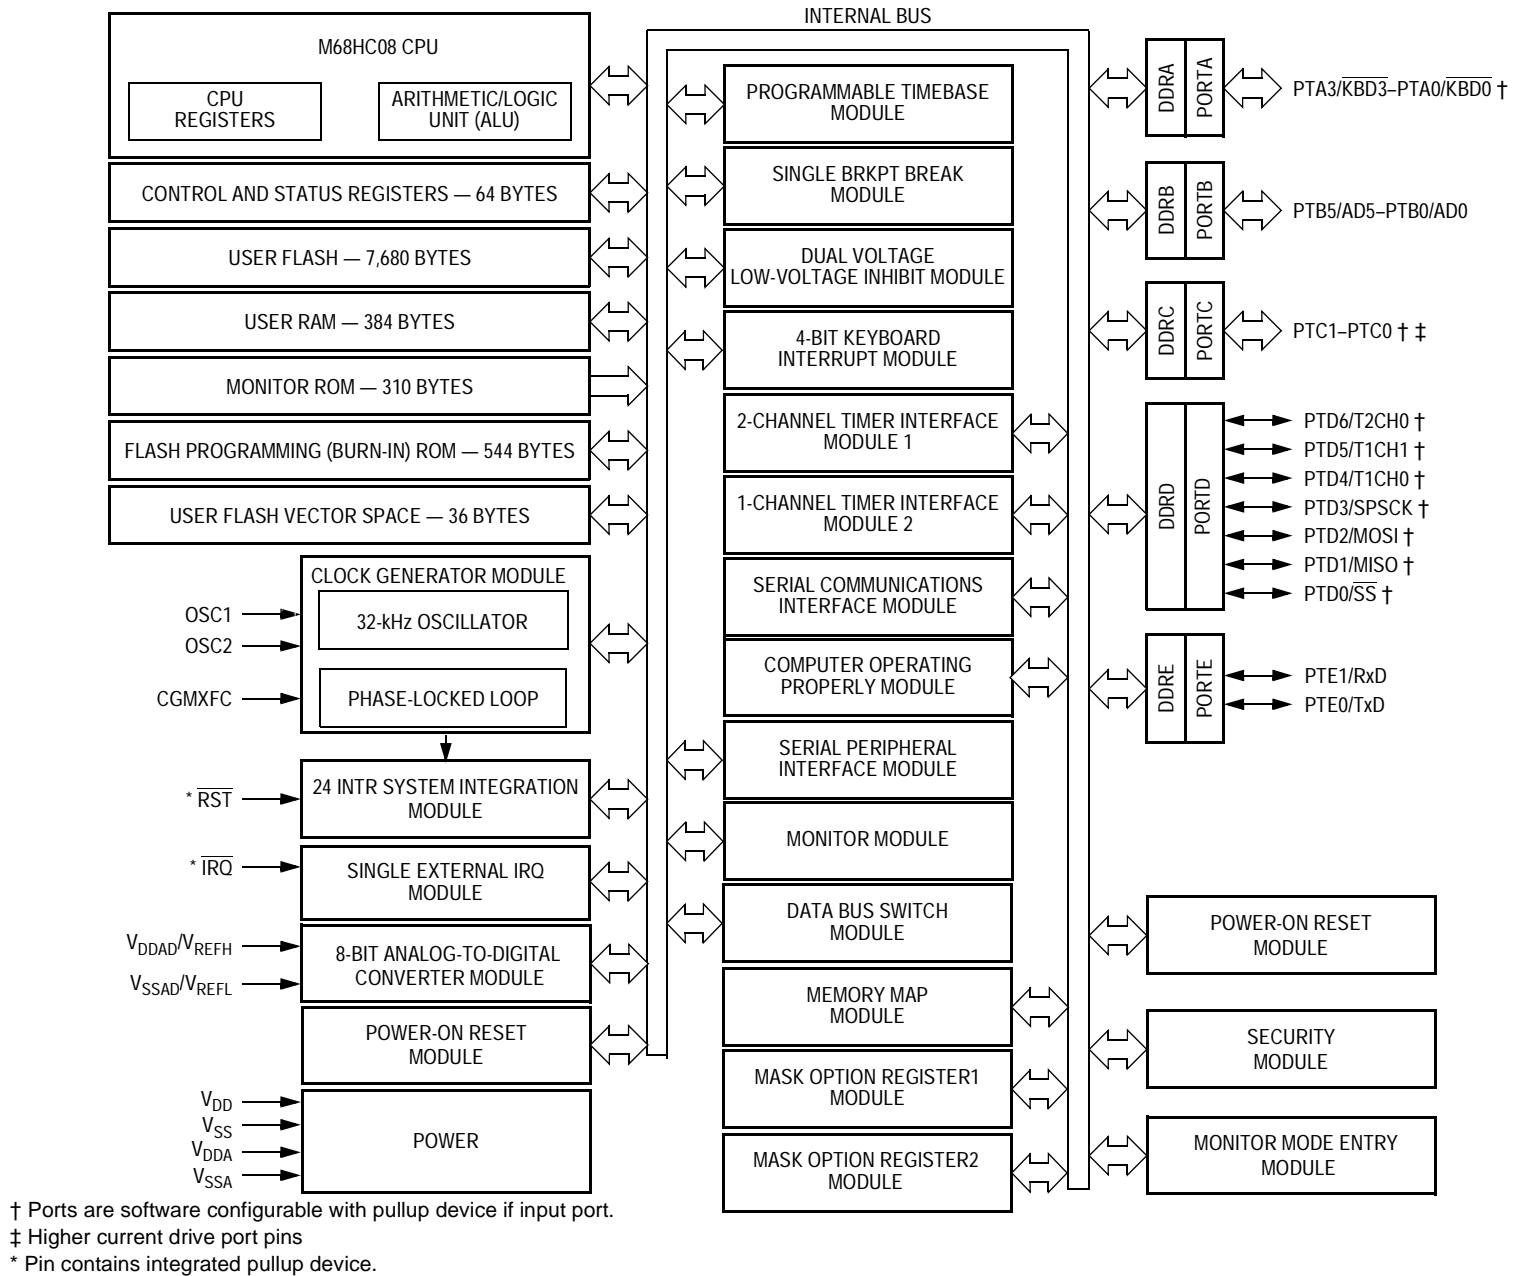 INTERNAL BUS
M68HC08 CPU
CPU
REGISTERS
ARITHMETIC/LOGIC
UNIT (ALU)
CONTROL AND STATUS REGISTERS — 64 BYTES
USER FLASH — 7,680 BYTES
USER RAM — 384 BYTES
MONITOR ROM — 310 BYTES
FLASH PROGRAMMING (BURN-IN) ROM — 544 BYTES
USER FLASH VECTOR SPACE — 36 BYTES
CLOCK GENERATOR MODULE
32-kHz OSCILLATOR
PHASE-LOCKED LOOP
OSC1
OSC2
CGMXFC
24 INTR SYSTEM INTEGRATION
MODULE
* R̅S̅T̅
SINGLE EXTERNAL IRQ
MODULE
* I̅R̅Q̅
8-BIT ANALOG-TO-DIGITAL
CONVERTER MODULE
VDDAD/VREFH
VSSAD/VREFL
POWER-ON RESET
MODULE
POWER
VDD
VSS
VDDA
VSSA
PROGRAMMABLE TIMEBASE
MODULE
SINGLE BRKPT BREAK
MODULE
DUAL VOLTAGE
LOW-VOLTAGE INHIBIT MODULE
4-BIT KEYBOARD
INTERRUPT MODULE
2-CHANNEL TIMER INTERFACE
MODULE 1
1-CHANNEL TIMER INTERFACE
MODULE 2
SERIAL COMMUNICATIONS
INTERFACE MODULE
COMPUTER OPERATING
PROPERLY MODULE
SERIAL PERIPHERAL
INTERFACE MODULE
MONITOR MODULE
DATA BUS SWITCH
MODULE
MEMORY MAP
MODULE
MASK OPTION REGISTER1
MODULE
MASK OPTION REGISTER2
MODULE
DDRA
PORTA
PTA3/K̅B̅D̅3̅–PTA0/K̅B̅D̅0̅ †
DDRB
PORTB
PTB5/AD5–PTB0/AD0
DDRC
PORTC
PTC1–PTC0 † ‡
DDRD
PORTD
PTD6/T2CH0 †
PTD5/T1CH1 †
PTD4/T1CH0 †
PTD3/SPSCK †
PTD2/MOSI †
PTD1/MISO †
PTD0/S̅S̅ †
DDRE
PORTE
PTE1/RxD
PTE0/TxD
POWER-ON RESET
MODULE
SECURITY
MODULE
MONITOR MODE ENTRY
MODULE
† Ports are software configurable with pullup device if input port.
‡ Higher current drive port pins
* Pin contains integrated pullup device.